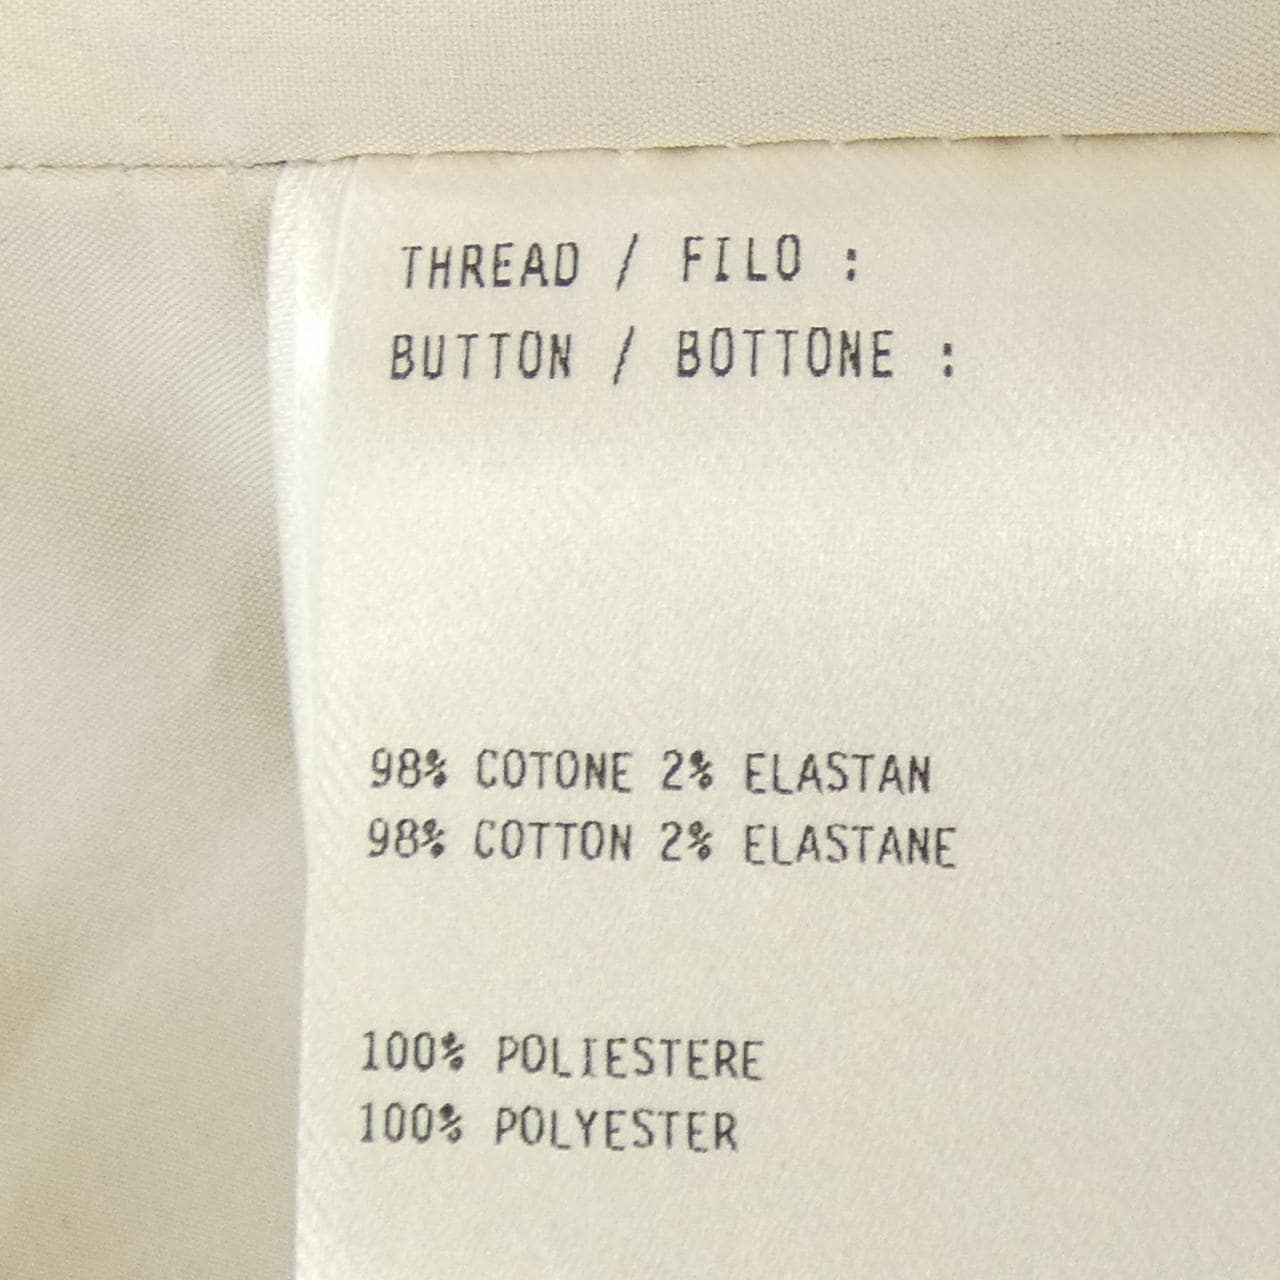 THREAD / FILO :
BUTTON / BOTTONE :
98% COTONE 2% ELASTAN
98% COTTON 2% ELASTANE
100% POLIESTERE
100% POLYESTER